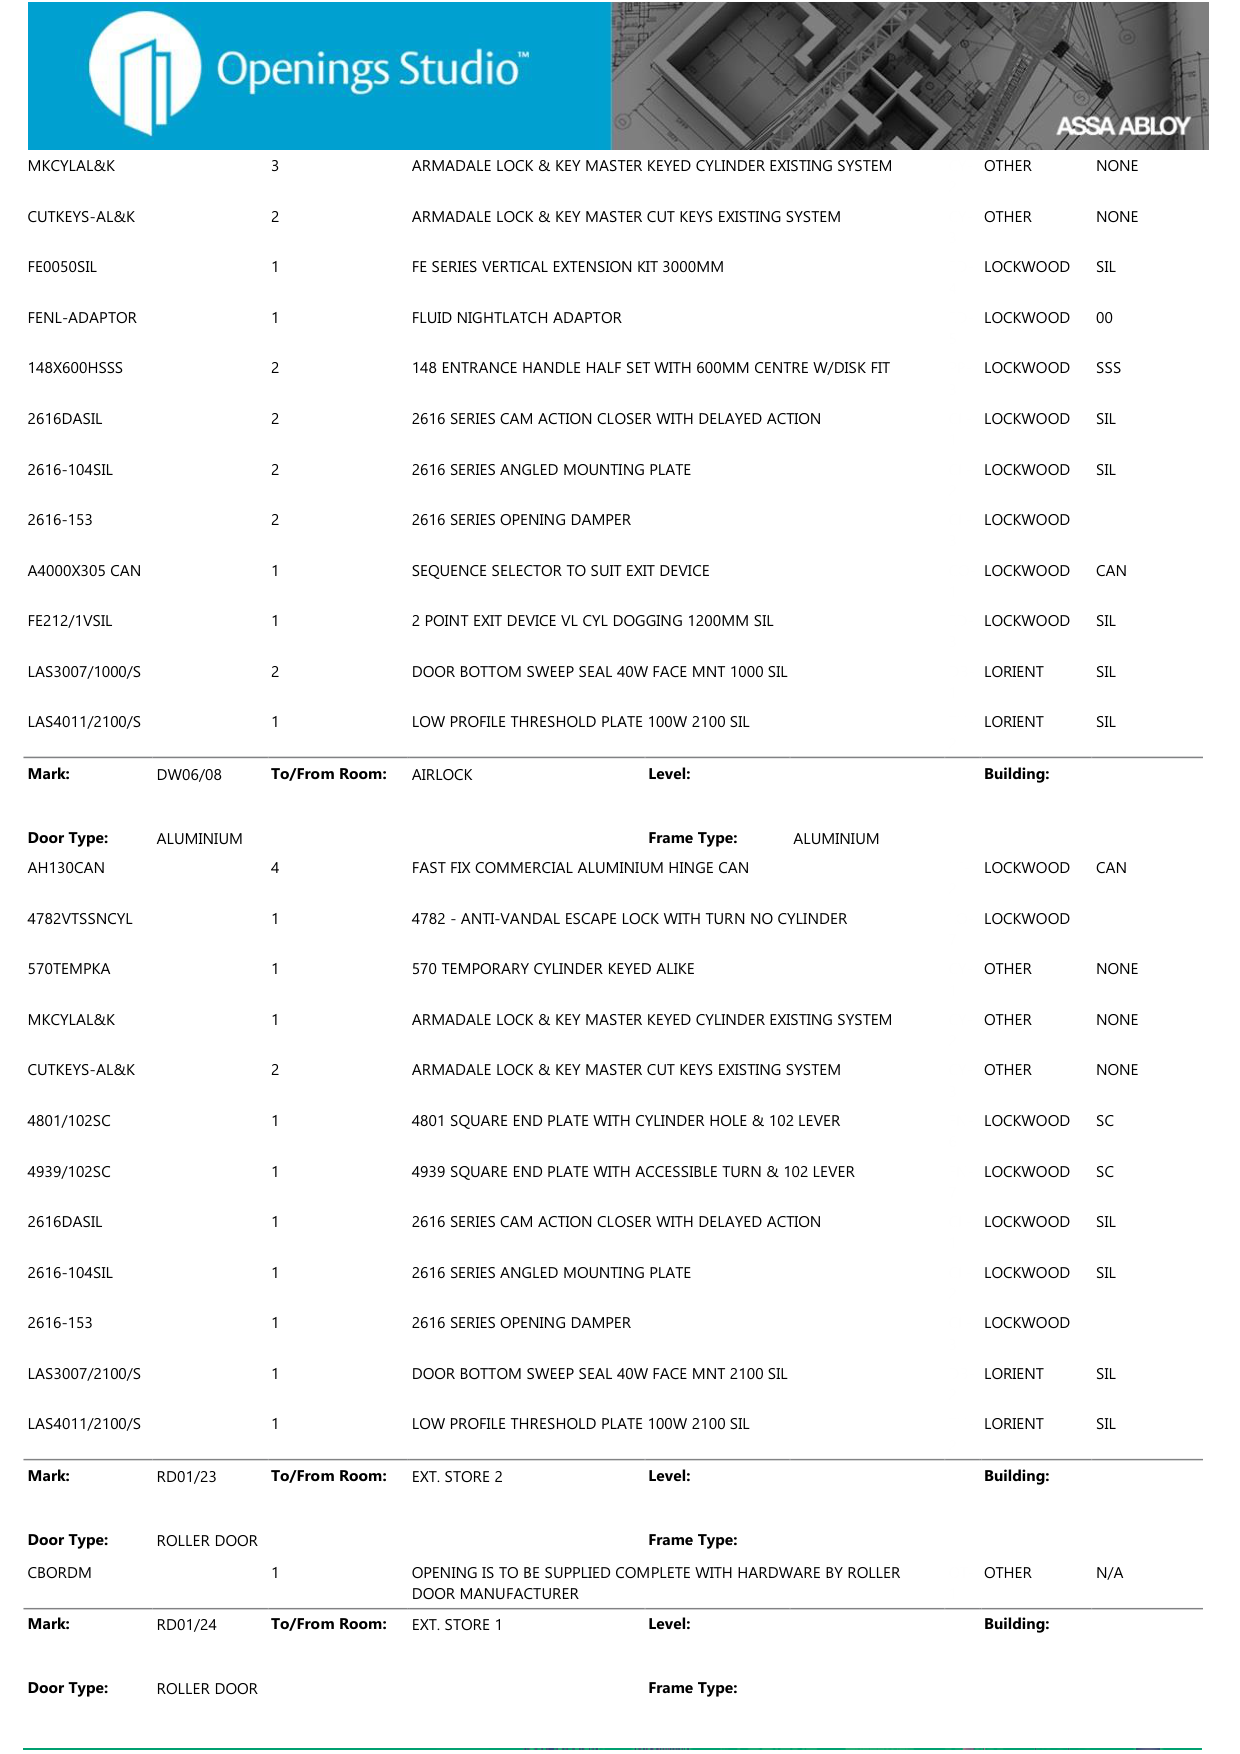 Openings Studio™
ASSA ABLOY
MKCYLAL&K 3 ARMADALE LOCK & KEY MASTER KEYED CYLINDER EXISTING SYSTEM OTHER NONE
CUTKEYS-AL&K 2 ARMADALE LOCK & KEY MASTER CUT KEYS EXISTING SYSTEM OTHER NONE
FE0050SIL 1 FE SERIES VERTICAL EXTENSION KIT 3000MM LOCKWOOD SIL
FENL-ADAPTOR 1 FLUID NIGHTLATCH ADAPTOR LOCKWOOD 00
148X600HSSS 2 148 ENTRANCE HANDLE HALF SET WITH 600MM CENTRE W/DISK FIT LOCKWOOD SSS
2616DASIL 2 2616 SERIES CAM ACTION CLOSER WITH DELAYED ACTION LOCKWOOD SIL
2616-104SIL 2 2616 SERIES ANGLED MOUNTING PLATE LOCKWOOD SIL
2616-153 2 2616 SERIES OPENING DAMPER LOCKWOOD
A4000X305 CAN 1 SEQUENCE SELECTOR TO SUIT EXIT DEVICE LOCKWOOD CAN
FE212/1VSIL 1 2 POINT EXIT DEVICE VL CYL DOGGING 1200MM SIL LOCKWOOD SIL
LAS3007/1000/S 2 DOOR BOTTOM SWEEP SEAL 40W FACE MNT 1000 SIL LORIENT SIL
LAS4011/2100/S 1 LOW PROFILE THRESHOLD PLATE 100W 2100 SIL LORIENT SIL
Mark: DW06/08 To/From Room: AIRLOCK Level: Building:
Door Type: ALUMINIUM Frame Type: ALUMINIUM
AH130CAN 4 FAST FIX COMMERCIAL ALUMINIUM HINGE CAN LOCKWOOD CAN
4782VTSSNCYL 1 4782 - ANTI-VANDAL ESCAPE LOCK WITH TURN NO CYLINDER LOCKWOOD
570TEMPKA 1 570 TEMPORARY CYLINDER KEYED ALIKE OTHER NONE
MKCYLAL&K 1 ARMADALE LOCK & KEY MASTER KEYED CYLINDER EXISTING SYSTEM OTHER NONE
CUTKEYS-AL&K 2 ARMADALE LOCK & KEY MASTER CUT KEYS EXISTING SYSTEM OTHER NONE
4801/102SC 1 4801 SQUARE END PLATE WITH CYLINDER HOLE & 102 LEVER LOCKWOOD SC
4939/102SC 1 4939 SQUARE END PLATE WITH ACCESSIBLE TURN & 102 LEVER LOCKWOOD SC
2616DASIL 1 2616 SERIES CAM ACTION CLOSER WITH DELAYED ACTION LOCKWOOD SIL
2616-104SIL 1 2616 SERIES ANGLED MOUNTING PLATE LOCKWOOD SIL
2616-153 1 2616 SERIES OPENING DAMPER LOCKWOOD
LAS3007/2100/S 1 DOOR BOTTOM SWEEP SEAL 40W FACE MNT 2100 SIL LORIENT SIL
LAS4011/2100/S 1 LOW PROFILE THRESHOLD PLATE 100W 2100 SIL LORIENT SIL
Mark: RD01/23 To/From Room: EXT. STORE 2 Level: Building:
Door Type: ROLLER DOOR Frame Type:
CBORDM 1 OPENING IS TO BE SUPPLIED COMPLETE WITH HARDWARE BY ROLLER OTHER N/A
DOOR MANUFACTURER
Mark: RD01/24 To/From Room: EXT. STORE 1 Level: Building:
Door Type: ROLLER DOOR Frame Type: